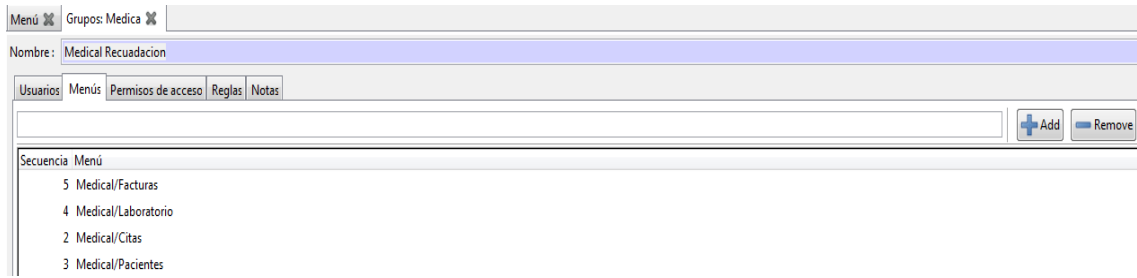 Menú Grupos: Medica
Nombre: Medical Recuadacion
Usuarios Menús Permisos de acceso Reglas Notas
Add Remove
Secuencia Menú
5 Medical/Facturas
4 Medical/Laboratorio
2 Medical/Citas
3 Medical/Pacientes